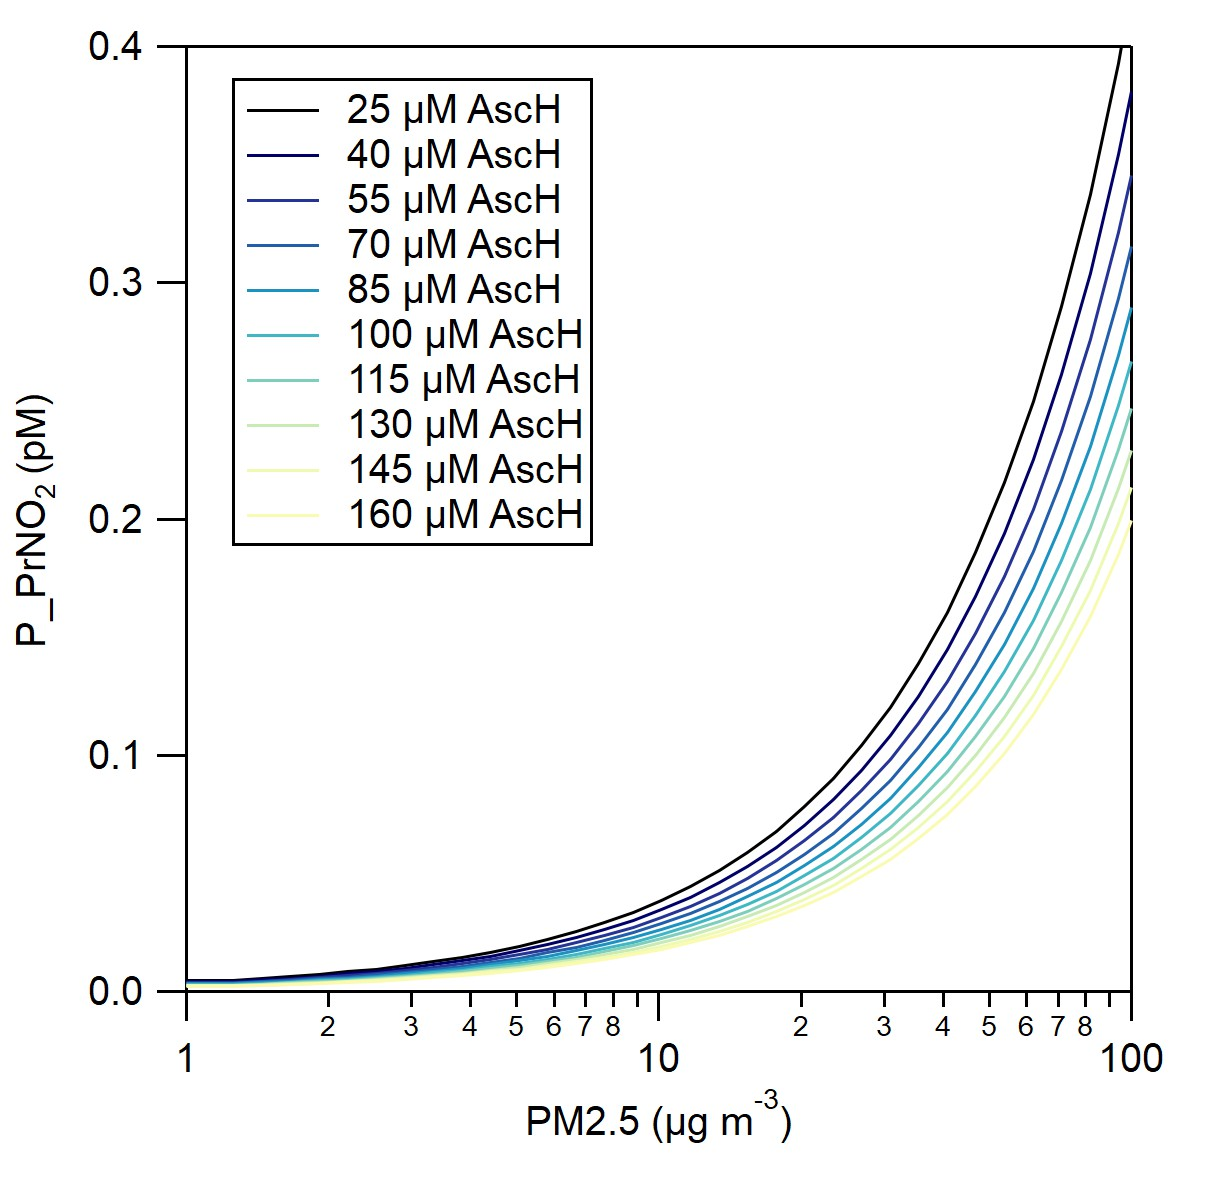 0.4
0.3
0.2
0.1
0.0
P_PrNO₂ (pM)
25 µM AscH
40 µM AscH
55 µM AscH
70 µM AscH
85 µM AscH
100 µM AscH
115 µM AscH
130 µM AscH
145 µM AscH
160 µM AscH
2 3 4 5 6 7 8 2 3 4 5 6 7 8
1 10 100
PM2.5 (µg m⁻³)